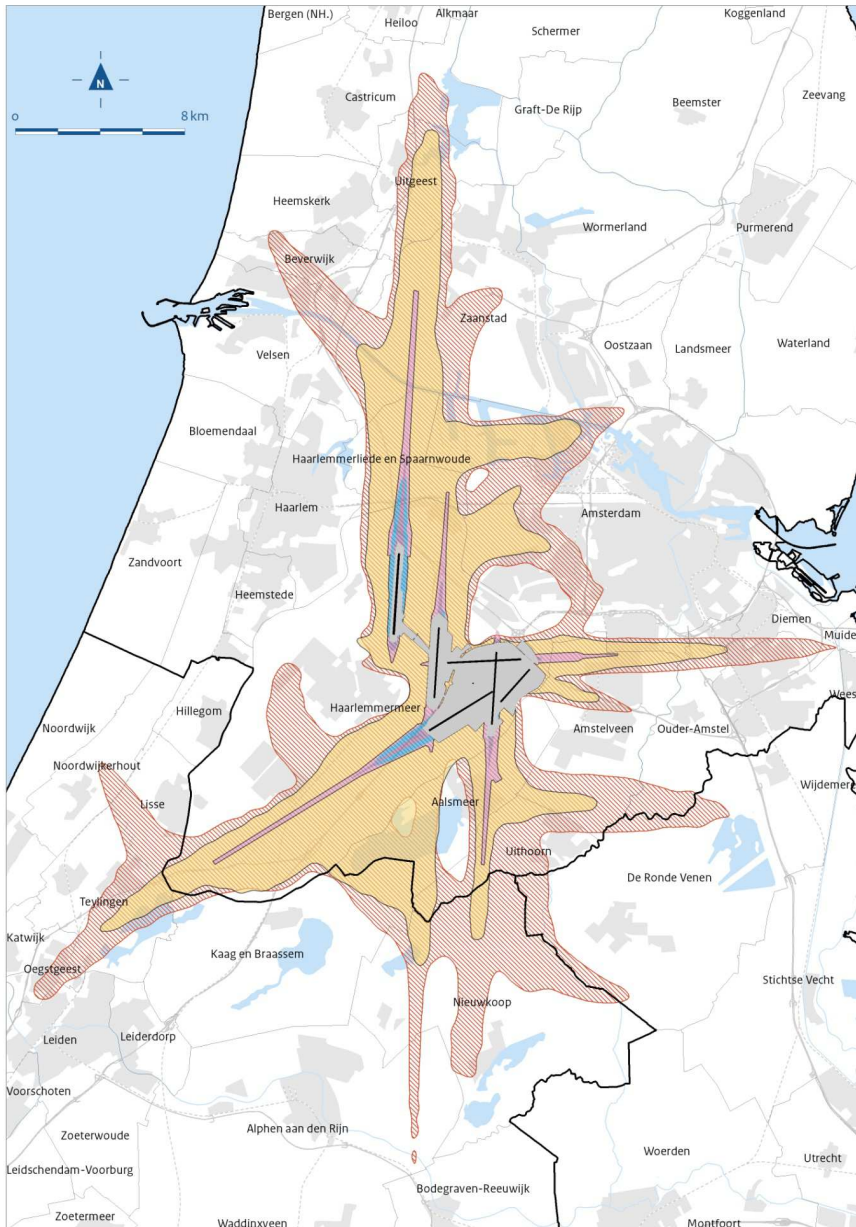 Bergen (NH.)
Alkmaar
Koggenland
Heiloo
Schermer
Castricum
Graft-De Rijp
Beemster
Zeevang
N
0
8 km
Uitgeest
Heemskerk
Wormerland
Purmerend
Beverwijk
Zaanstad
Oostzaan
Landsmeer
Waterland
Velsen
Bloemendaal
Haarlemmerliede en Spaarnwoude
Haarlem
Amsterdam
Zandvoort
Heemstede
Diemen
Muide
Wees
Haarlemmermeer
Hillegom
Noordwijk
Amstelveen
Ouder-Amstel
Noordwijkerhout
Wijdemer
Lisse
Aalsmeer
Uithoorn
De Ronde Venen
Teylingen
Katwijk
Kaag en Braassem
Oegstgeest
Stichtse Vecht
Nieuwkoop
Leiden
Leiderdorp
Voorschoten
Alphen aan den Rijn
Zoeterwoude
Woerden
Utrecht
Leidschendam-Voorburg
Bodegraven-Reeuwijk
Zoetermeer
Waddinxveen
Montfoort